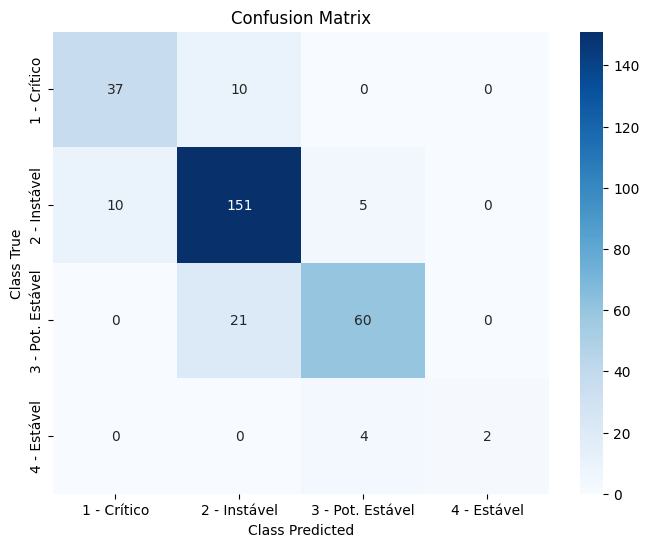 Confusion Matrix
1 - Crítico
37 10 0 0
2 - Instável
10 151 5 0
3 - Pot. Estável
0 21 60 0
4 - Estável
0 0 4 2
Class True
1 - Crítico 2 - Instável 3 - Pot. Estável 4 - Estável
Class Predicted
140
120
100
80
60
40
20
0